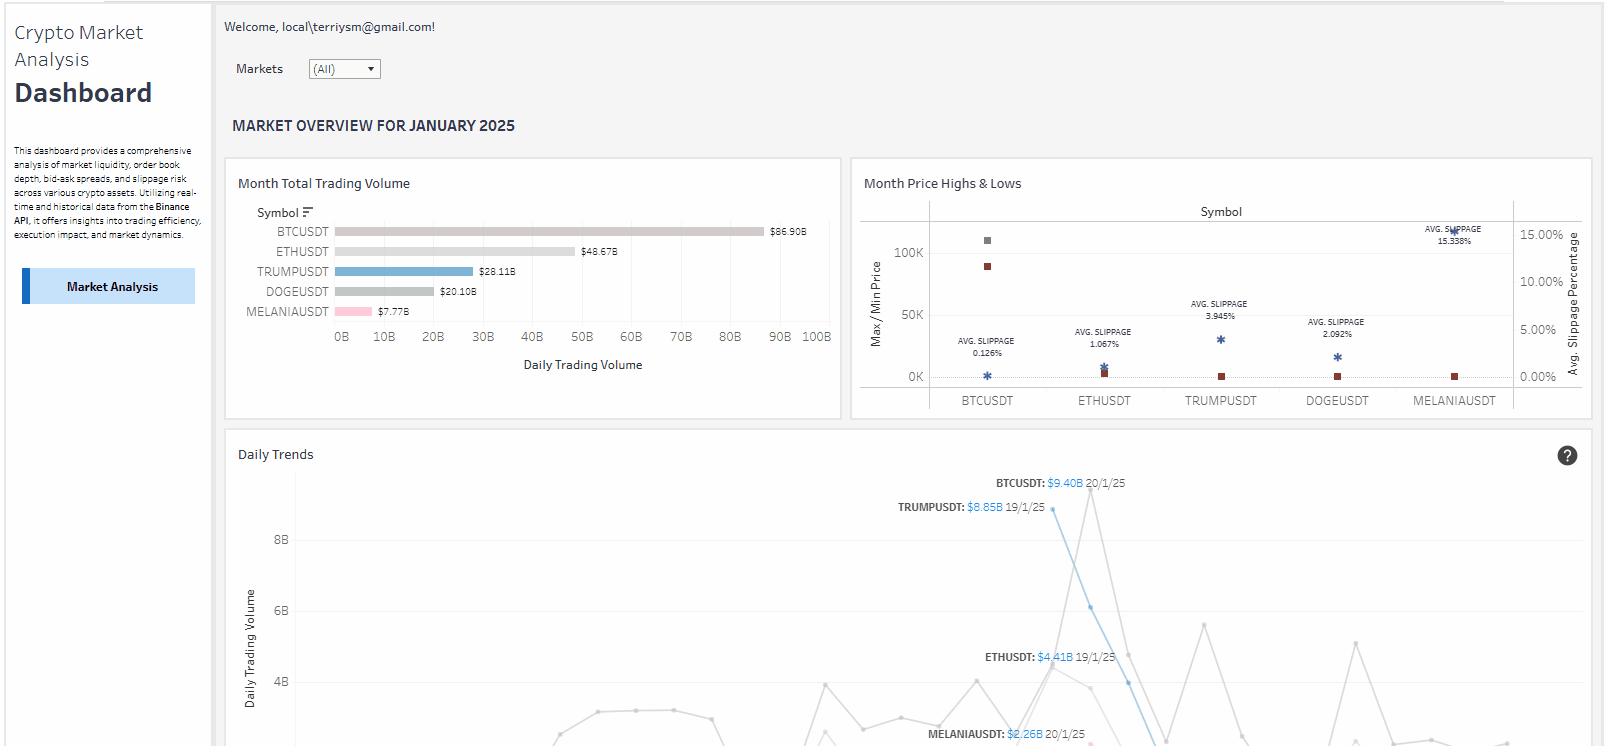 Crypto Market
Analysis
Dashboard
This dashboard provides a comprehensive
analysis of market liquidity, order book
depth, bid-ask spreads, and slippage risk
across various crypto assets. Utilizing real-
time and historical data from the Binance
API, it offers insights into trading efficiency,
execution impact, and market dynamics.
Market Analysis
Welcome, local\terriysm@gmail.com!
Markets (All)
MARKET OVERVIEW FOR JANUARY 2025
Month Total Trading Volume
Symbol
BTCUSDT $86.90B
ETHUSDT $48.67B
TRUMPUSDT $28.11B
DOGEUSDT $20.10B
MELANIAUSDT $7.77B
0B 10B 20B 30B 40B 50B 60B 70B 80B 90B 100B
Daily Trading Volume
Month Price Highs & Lows
Symbol
Max / Min Price
100K
50K
0K
AVG. SLIPPAGE
0.126%
AVG. SLIPPAGE
1.067%
AVG. SLIPPAGE
3.945%
AVG. SLIPPAGE
2.092%
AVG. SLIPPAGE
15.338%
15.00%
10.00%
5.00%
0.00%
Avg. Slippage Percentage
BTCUSDT ETHUSDT TRUMPUSDT DOGEUSDT MELANIAUSDT
Daily Trends
?
Daily Trading Volume
8B
6B
4B
BTCUSDT: $9.40B 20/1/25
TRUMPUSDT: $8.85B 19/1/25
ETHUSDT: $4.41B 19/1/25
MELANIAUSDT: $2.26B 20/1/25